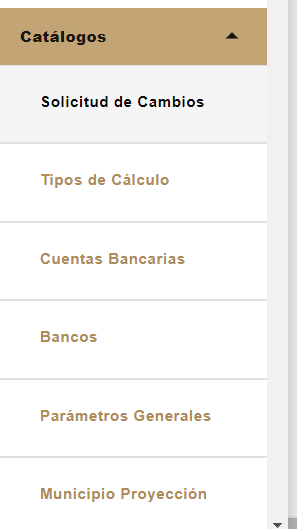 Catálogos
Solicitud de Cambios
Tipos de Cálculo
Cuentas Bancarias
Bancos
Parámetros Generales
Municipio Proyección